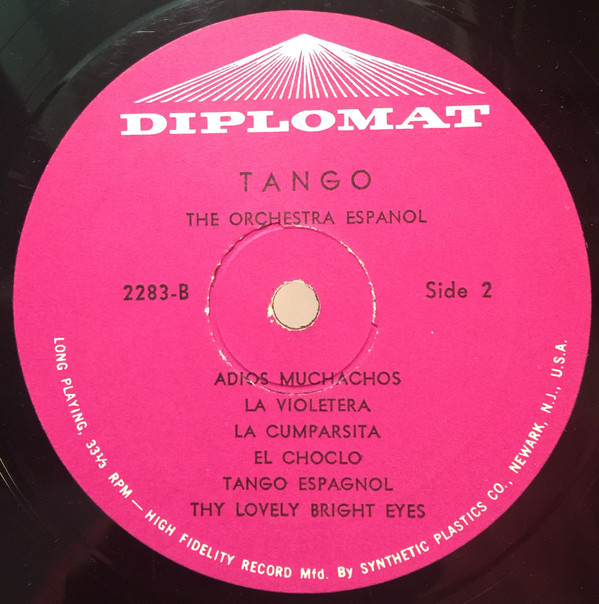 DIPLOMAT
TANGO
THE ORCHESTRA ESPANOL
2283-B
Side 2
ADIOS MUCHACHOS
LA VIOLETERA
LA CUMPARSITA
EL CHOCLO
TANGO ESPAGNOL
THY LOVELY BRIGHT EYES
LONG PLAYING, 33⅓ RPM — HIGH FIDELITY RECORD Mfd. By SYNTHETIC PLASTICS CO., NEWARK, N.J., U.S.A.